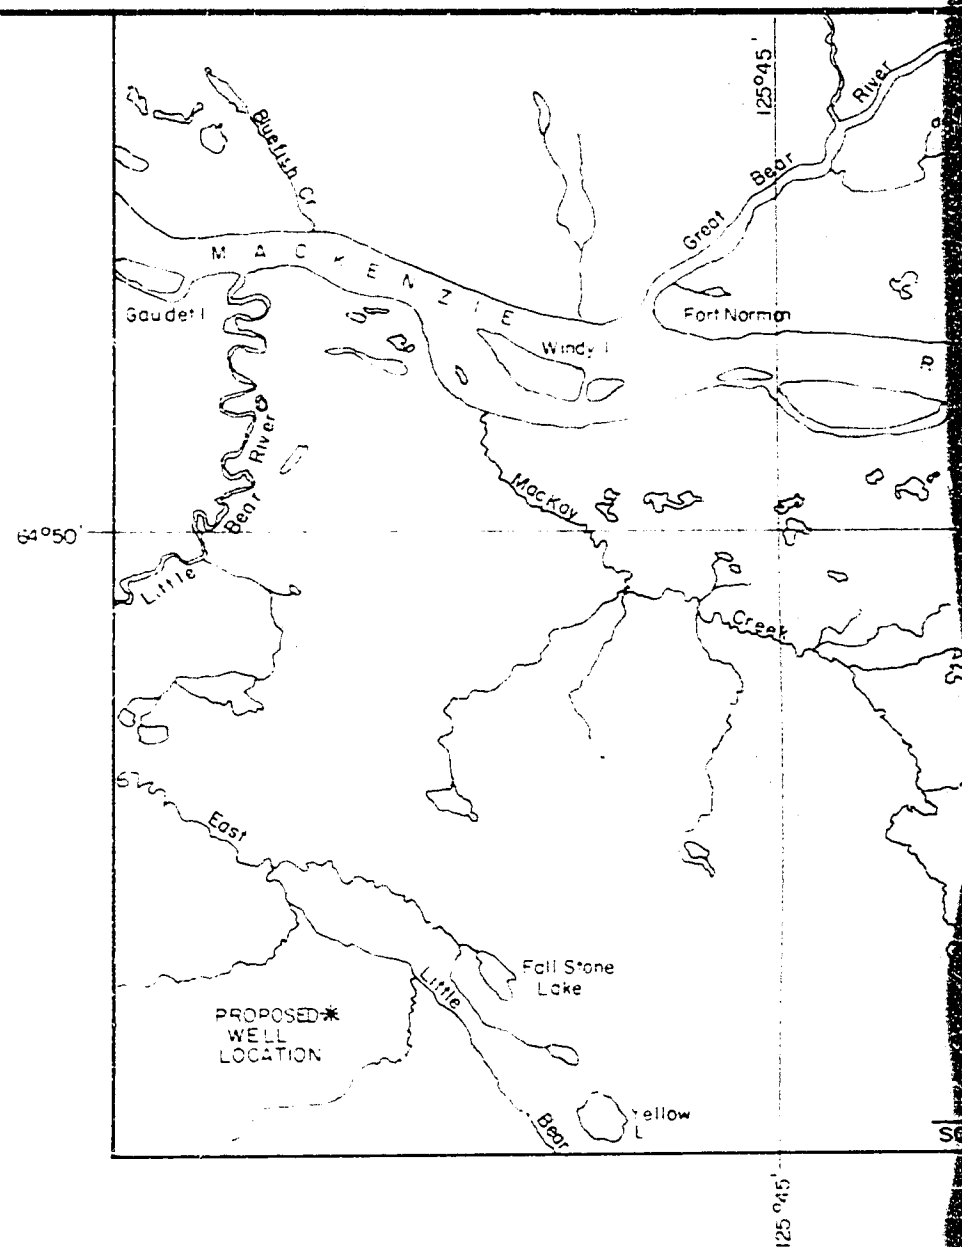 125°45'
River
Bluefish Cr.
Bear
Great
MACKENZIE
Gaudet I
Fort Norman
Windy I
R
River
MacKay
Bear
64°50'
Little
Creek
East
Fall Stone
Lake
Little
PROPOSED
WELL
LOCATION
Yellow
L
Bear
125°45'